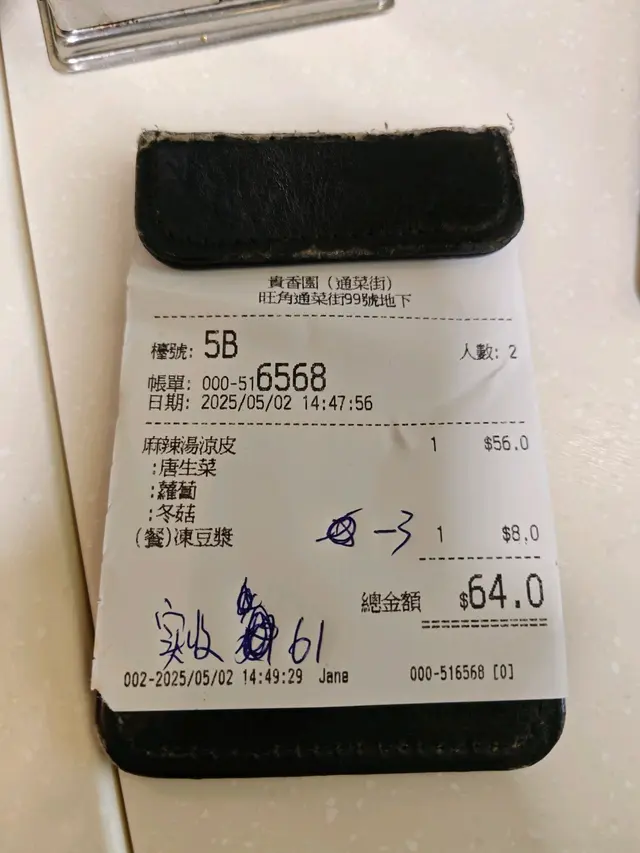 貴香園（通菜街）
旺角通菜街99號地下
檯號: 5B 人數: 2
帳單: 000-516568
日期: 2025/05/02 14:47:56
麻辣湯涼皮 1 $56.0
:唐生菜
:蘿蔔
:冬菇
(餐)凍豆漿 -3 1 $8.0
總金額 $64.0
实收 61
002-2025/05/02 14:49:29 Jane 000-516568 [0]